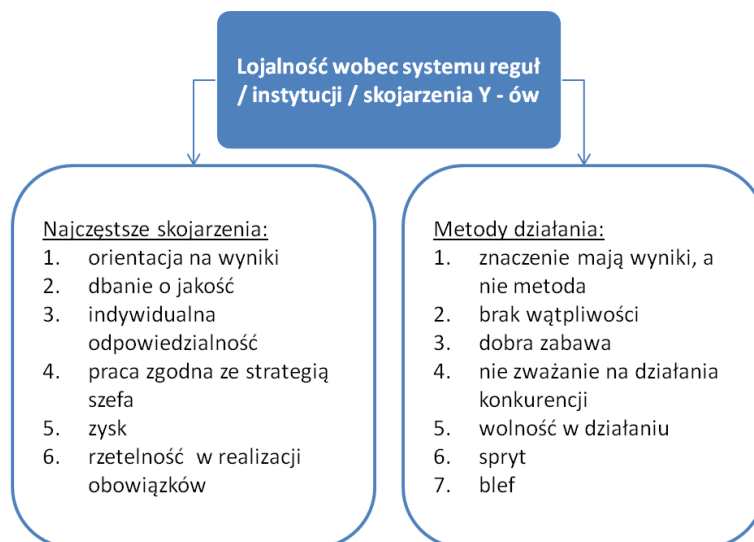 Lojalność wobec systemu reguł
/ instytucji / skojarzenia Y - ów
Najczęstsze skojarzenia:
1. orientacja na wyniki
2. dbanie o jakość
3. indywidualna
odpowiedzialność
4. praca zgodna ze strategią
szefa
5. zysk
6. rzetelność w realizacji
obowiązków
Metody działania:
1. znaczenie mają wyniki, a
nie metoda
2. brak wątpliwości
3. dobra zabawa
4. nie zważanie na działania
konkurencji
5. wolność w działaniu
6. spryt
7. blef